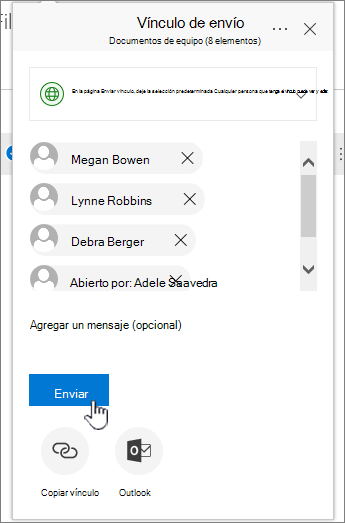 Fil
Vínculo de envío
Documentos de equipo (8 elementos)
En la página Enviar vínculo, deje la selección predeterminada Cualquier persona que tenga el vínculo puede ver y editar
Megan Bowen
Lynne Robbins
Debra Berger
Abierto por: Adele Saavedra
Agregar un mensaje (opcional)
Enviar
Copiar vínculo
Outlook